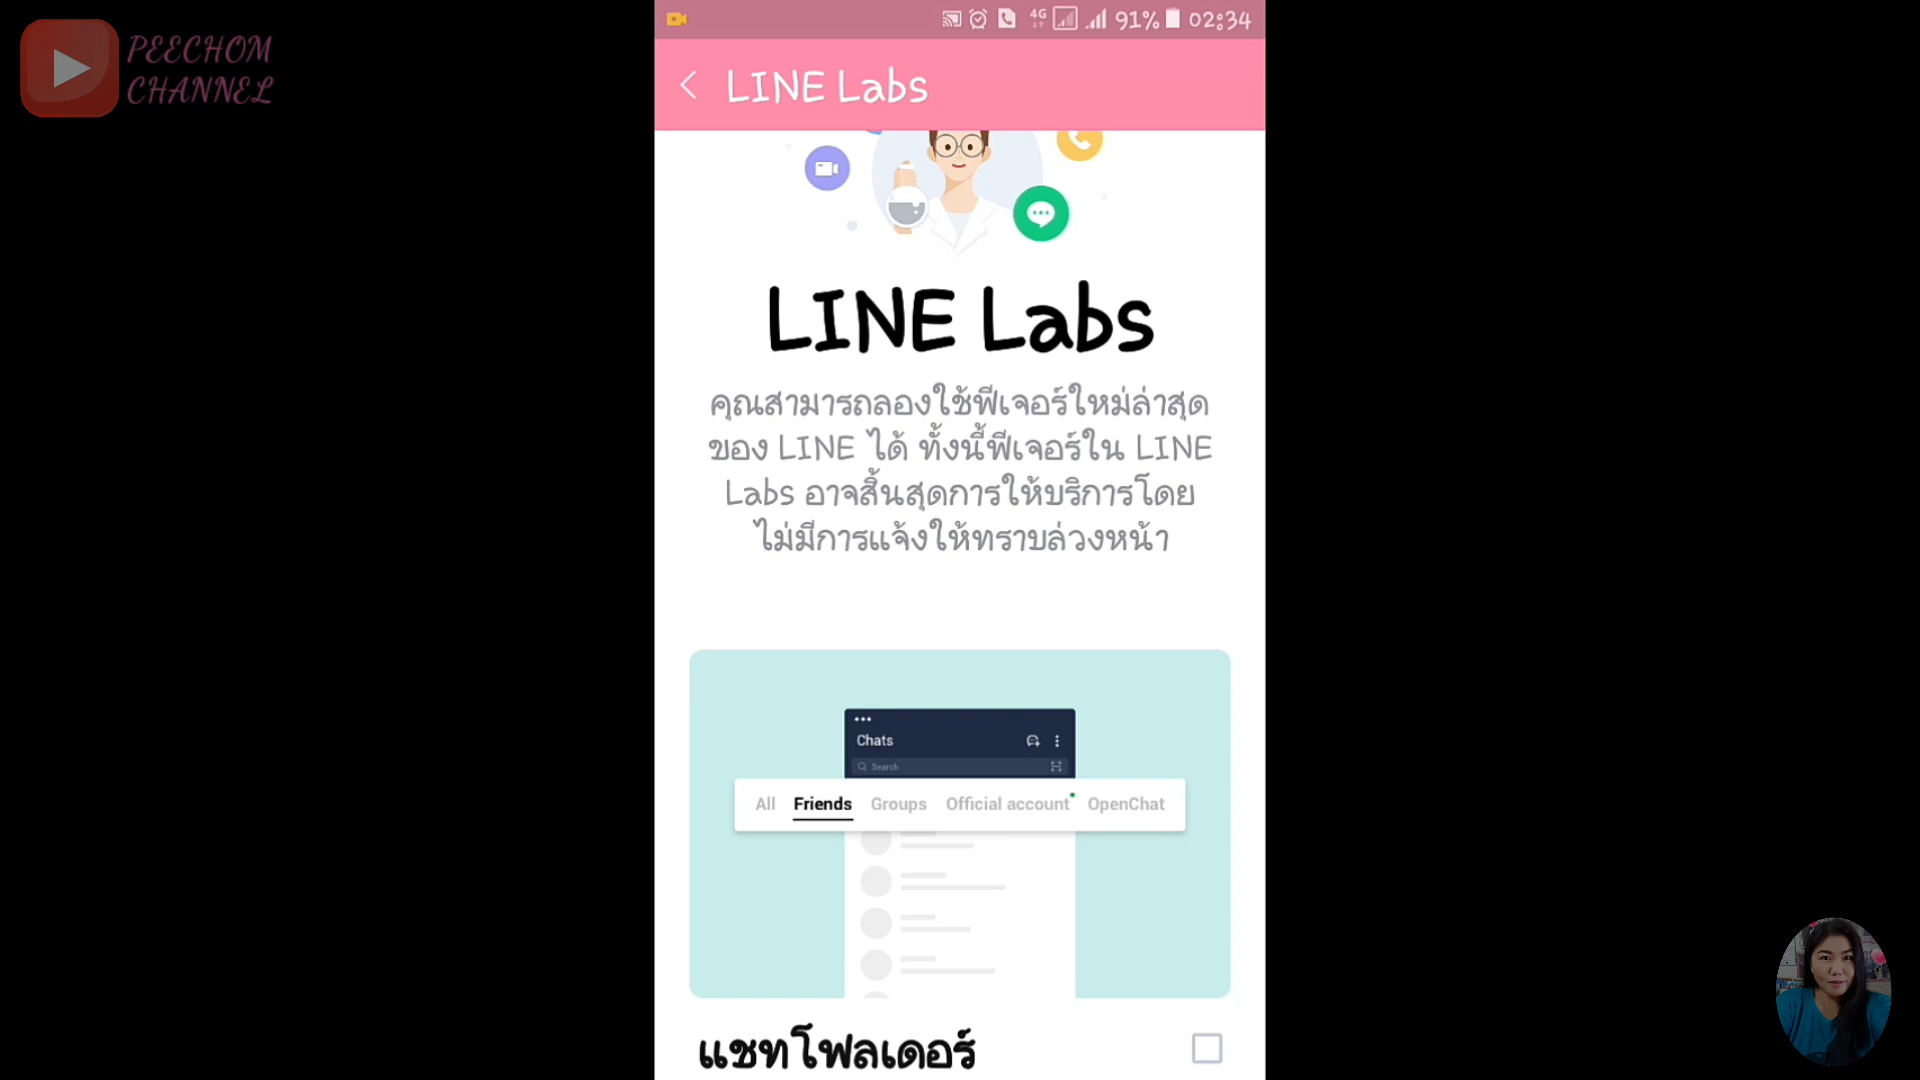 PEECHOM
CHANNEL
4G 91% 02:34
LINE Labs
LINE Labs
คุณสามารถลองใช้ฟีเจอร์ใหม่ล่าสุด
ของ LINE ได้ ทั้งนี้ฟีเจอร์ใน LINE
Labs อาจสิ้นสุดการให้บริการโดย
ไม่มีการแจ้งให้ทราบล่วงหน้า
Chats
Search
All Friends Groups Official account OpenChat
แชทโฟลเดอร์